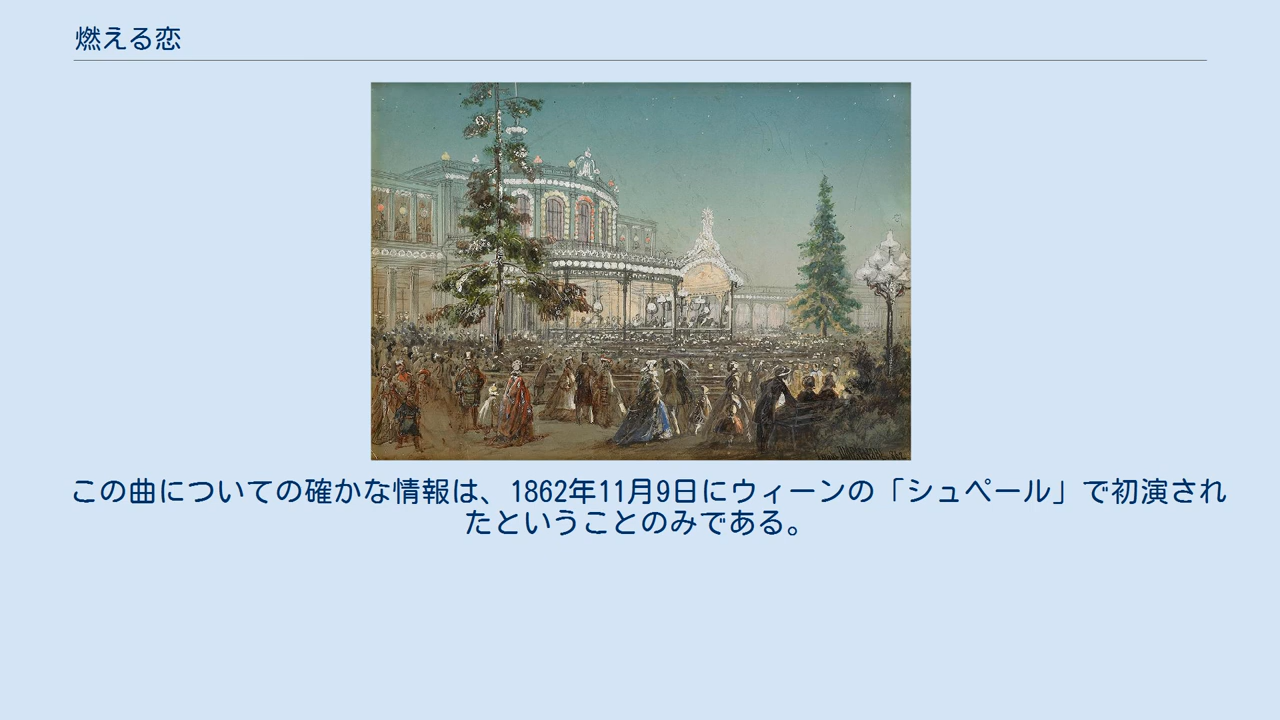 燃える恋
この曲についての確かな情報は、1862年11月9日にウィーンの「シュペール」で初演され
たということのみである。